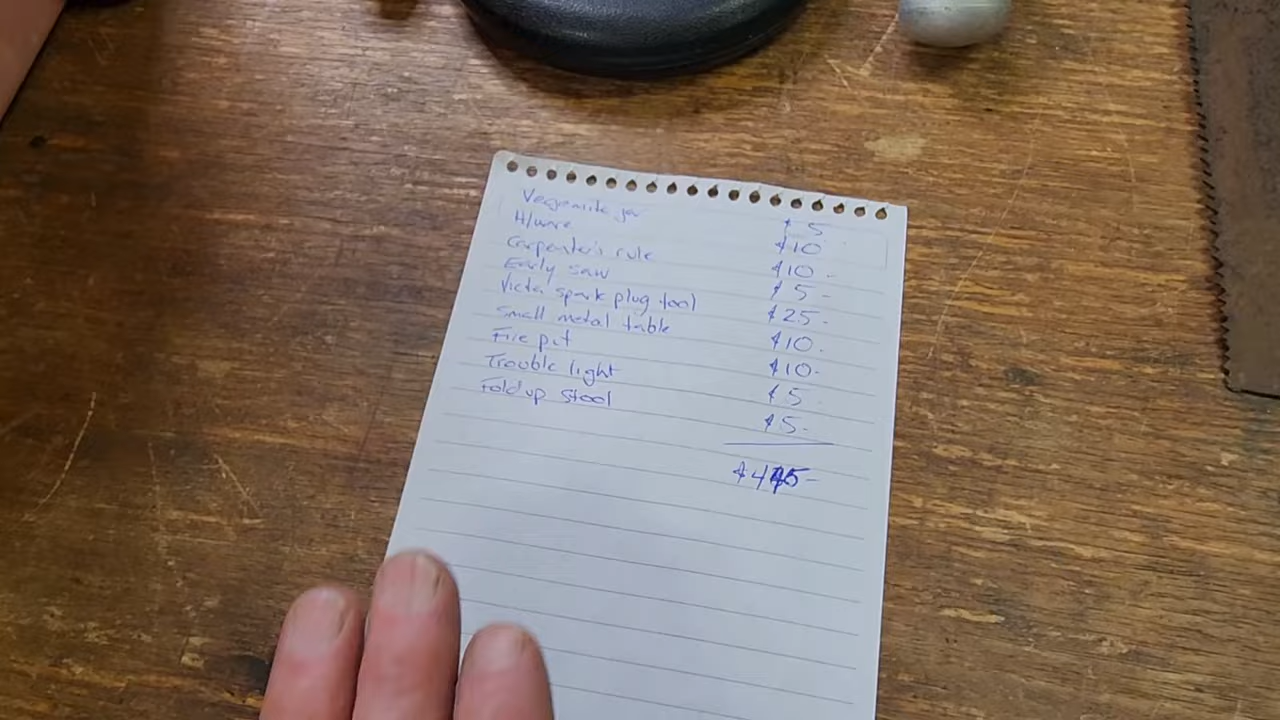 Vegemite jar $5
H/ware $10
Carpenter's rule $10-
Early saw $5-
Victa spark plug tool $25-
Small metal table $10.
Fire pit $10-
Trouble light $5
Fold up stool $5-